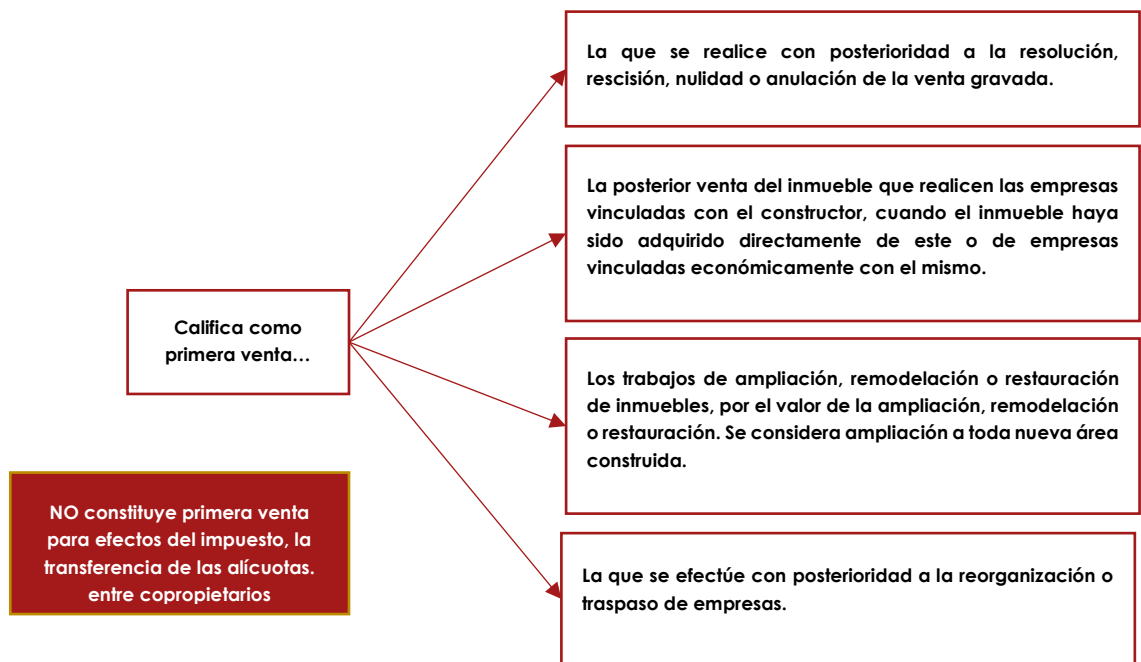 La que se realice con posterioridad a la resolución,
rescisión, nulidad o anulación de la venta gravada.
La posterior venta del inmueble que realicen las empresas
vinculadas con el constructor, cuando el inmueble haya
sido adquirido directamente de este o de empresas
vinculadas económicamente con el mismo.
Califica como
primera venta…
Los trabajos de ampliación, remodelación o restauración
de inmuebles, por el valor de la ampliación, remodelación
o restauración. Se considera ampliación a toda nueva área
construida.
NO constituye primera venta
para efectos del impuesto, la
transferencia de las alícuotas.
entre copropietarios
La que se efectúe con posterioridad a la reorganización o
traspaso de empresas.